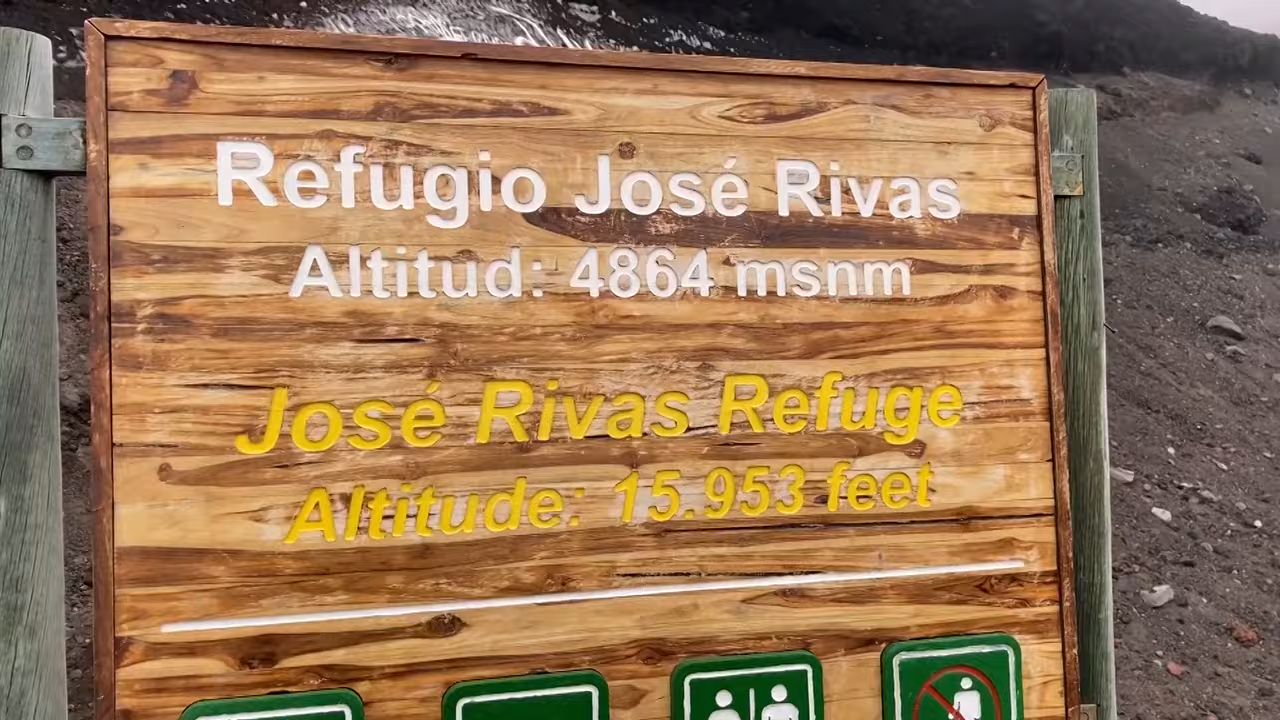 Refugio José Rivas
Altitud: 4864 msnm
José Rivas Refuge
Altitude: 15.953 feet